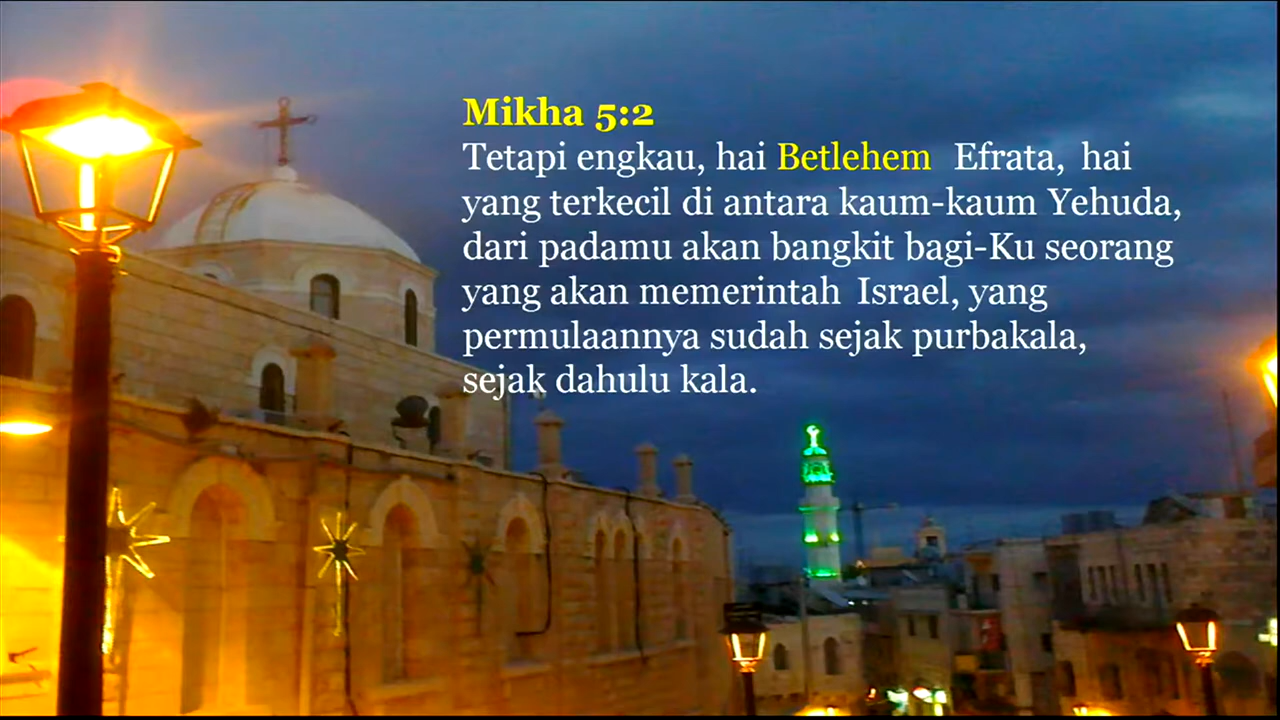 Mikha 5:2
Tetapi engkau, hai Betlehem Efrata, hai
yang terkecil di antara kaum-kaum Yehuda,
dari padamu akan bangkit bagi-Ku seorang
yang akan memerintah Israel, yang
permulaannya sudah sejak purbakala,
sejak dahulu kala.